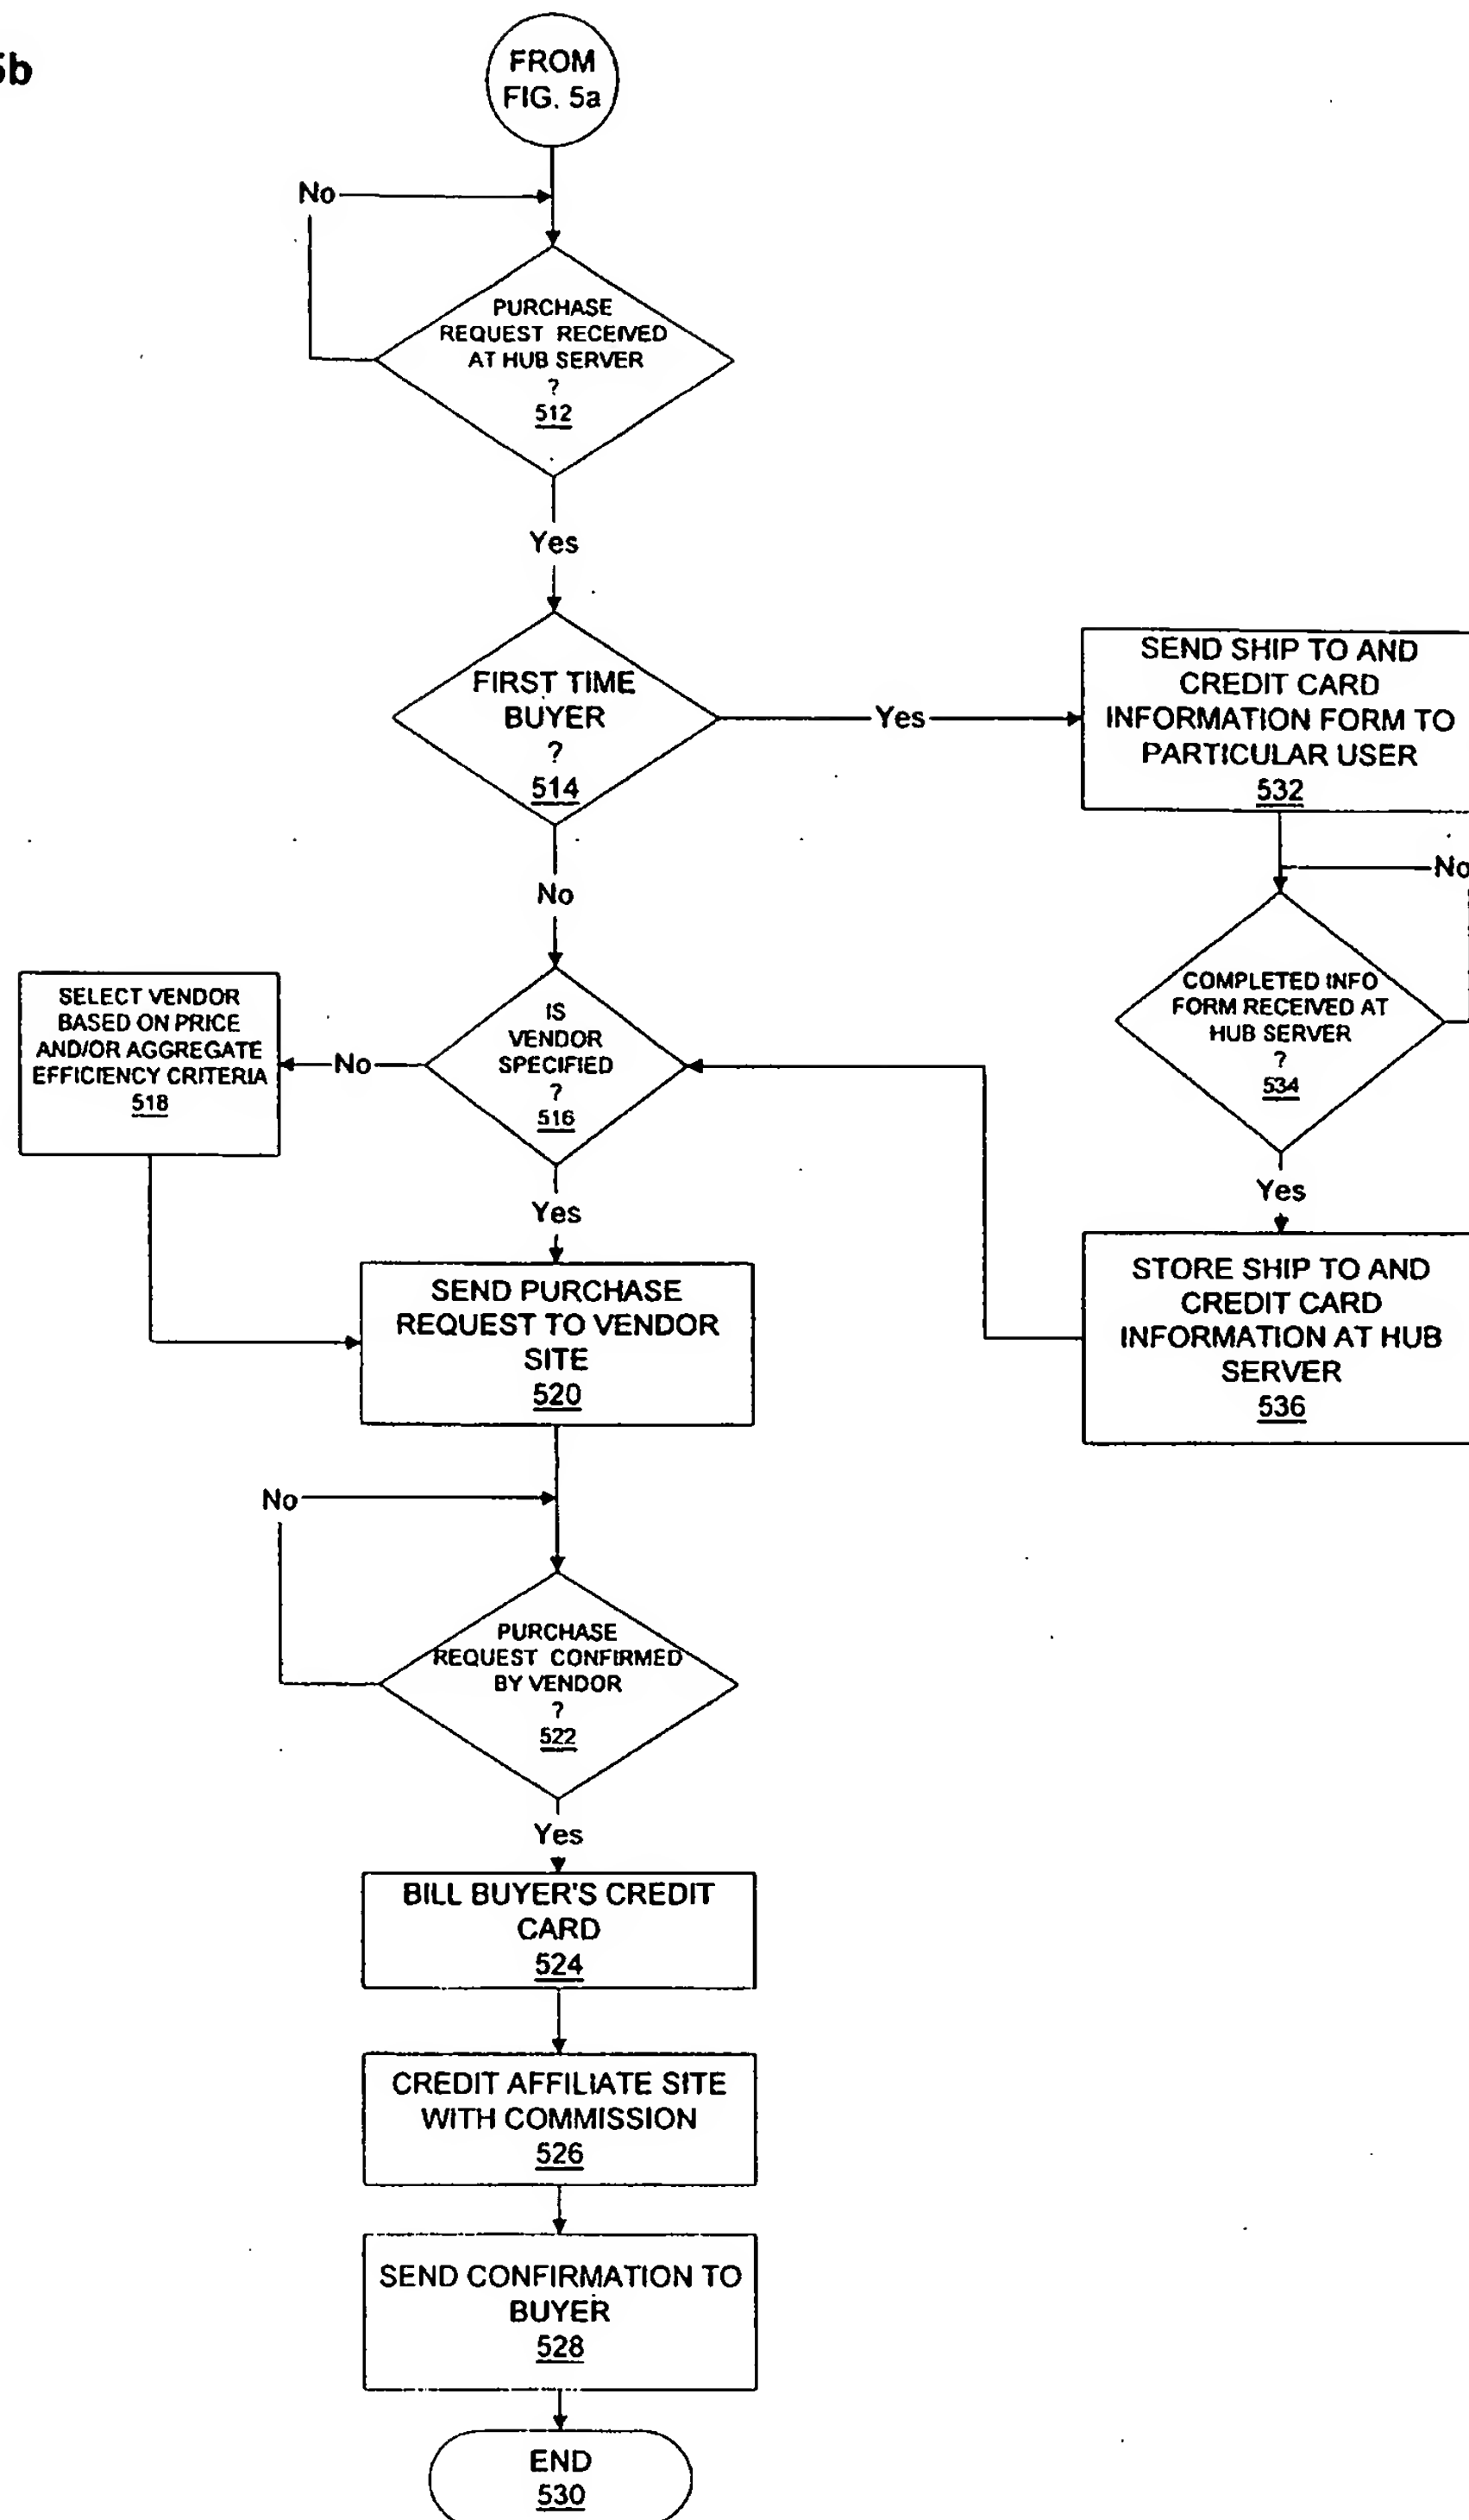 5b
FROM
FIG. 5a
No
PURCHASE
REQUEST RECEIVED
AT HUB SERVER
?
512
Yes
FIRST TIME
BUYER
?
514
Yes
SEND SHIP TO AND
CREDIT CARD
INFORMATION FORM TO
PARTICULAR USER
532
No
No
COMPLETED INFO
FORM RECEIVED AT
HUB SERVER
?
534
SELECT VENDOR
BASED ON PRICE
AND/OR AGGREGATE
EFFICIENCY CRITERIA
518
No
IS
VENDOR
SPECIFIED
?
516
Yes
Yes
STORE SHIP TO AND
CREDIT CARD
INFORMATION AT HUB
SERVER
536
SEND PURCHASE
REQUEST TO VENDOR
SITE
520
No
PURCHASE
REQUEST CONFIRMED
BY VENDOR
?
522
Yes
BILL BUYER'S CREDIT
CARD
524
CREDIT AFFILIATE SITE
WITH COMMISSION
526
SEND CONFIRMATION TO
BUYER
528
END
530